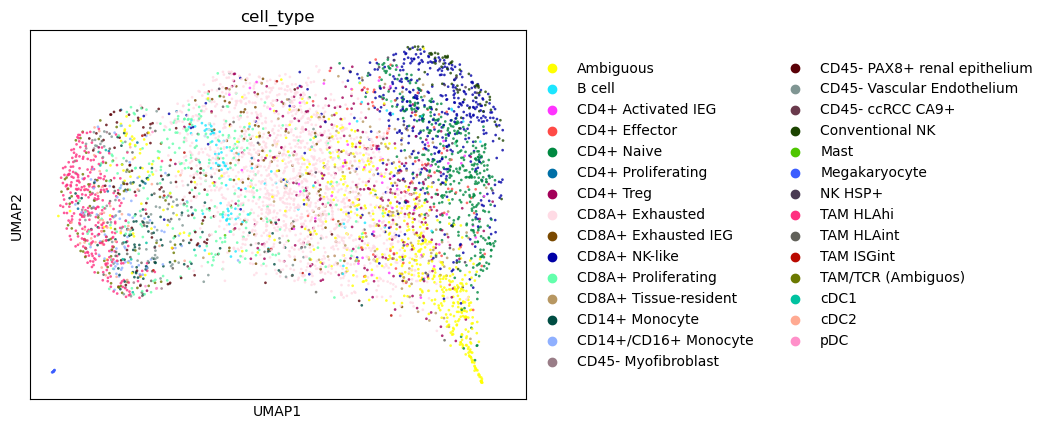 cell_type
UMAP2
UMAP1
Ambiguous
B cell
CD4+ Activated IEG
CD4+ Effector
CD4+ Naive
CD4+ Proliferating
CD4+ Treg
CD8A+ Exhausted
CD8A+ Exhausted IEG
CD8A+ NK-like
CD8A+ Proliferating
CD8A+ Tissue-resident
CD14+ Monocyte
CD14+/CD16+ Monocyte
CD45- Myofibroblast
CD45- PAX8+ renal epithelium
CD45- Vascular Endothelium
CD45- ccRCC CA9+
Conventional NK
Mast
Megakaryocyte
NK HSP+
TAM HLAhi
TAM HLAint
TAM ISGint
TAM/TCR (Ambiguos)
cDC1
cDC2
pDC